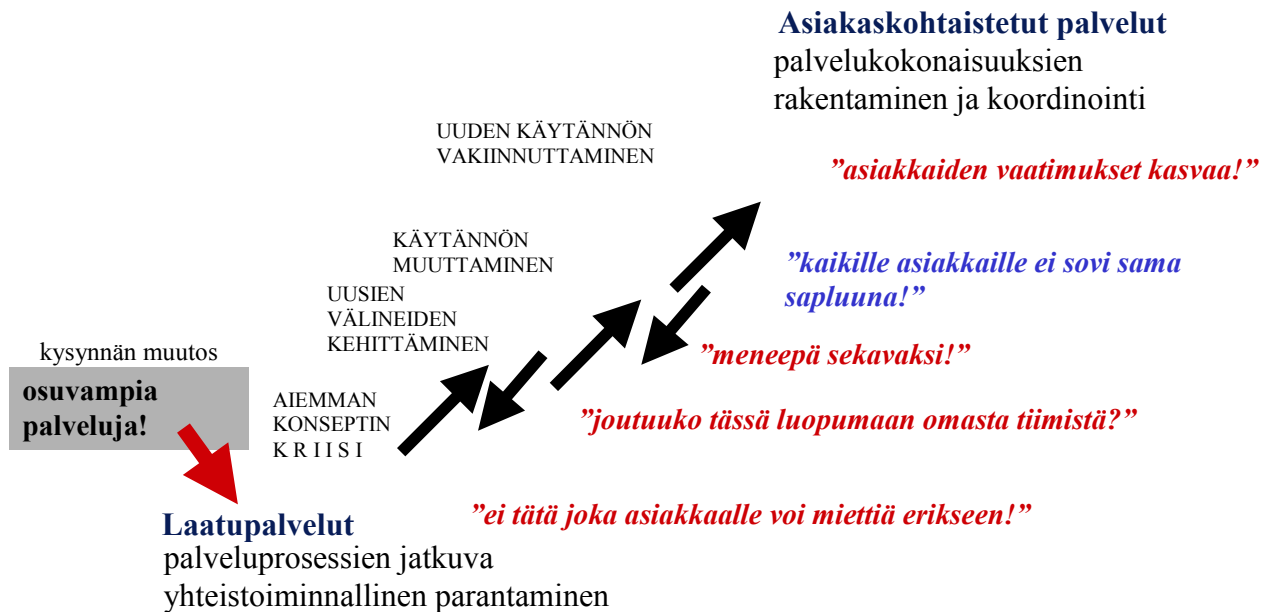 Asiakaskohtaistetut palvelut
palvelukokonaisuuksien
rakentaminen ja koordinointi
UUDEN KÄYTÄNNÖN
VAKIINNUTTAMINEN
”asiakkaiden vaatimukset kasvaa!”
KÄYTÄNNÖN
MUUTTAMINEN
”kaikille asiakkaille ei sovi sama
sapluuna!”
UUSIEN
VÄLINEIDEN
KEHITTÄMINEN
”meneepä sekavaksi!”
kysynnän muutos
osuvampia
palveluja!
AIEMMAN
KONSEPTIN
K R I I S I
”joutuuko tässä luopumaan omasta tiimistä?”
”ei tätä joka asiakkaalle voi miettiä erikseen!”
Laatupalvelut
palveluprosessien jatkuva
yhteistoiminnallinen parantaminen